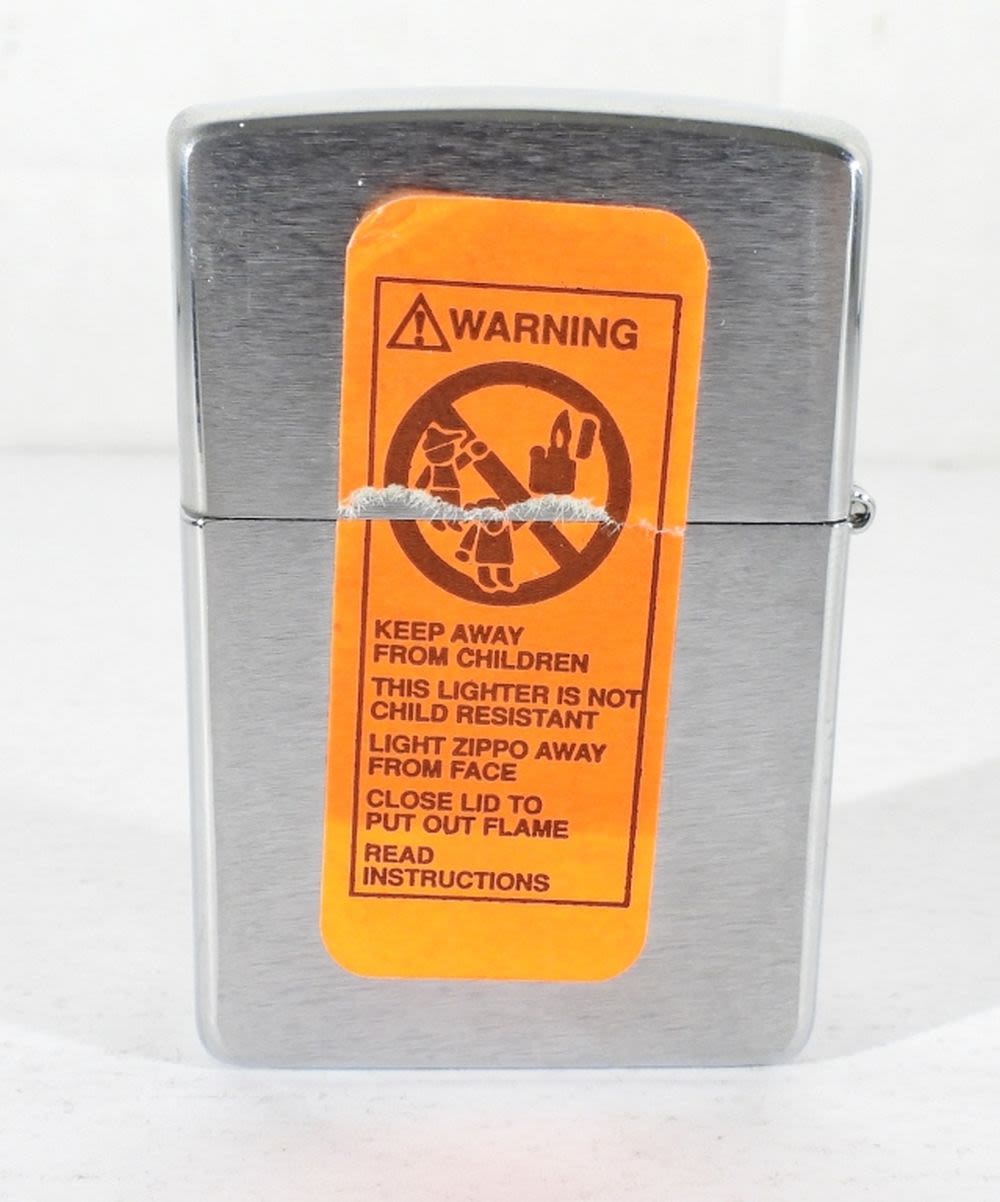 WARNING
KEEP AWAY
FROM CHILDREN
THIS LIGHTER IS NOT
CHILD RESISTANT
LIGHT ZIPPO AWAY
FROM FACE
CLOSE LID TO
PUT OUT FLAME
READ
INSTRUCTIONS